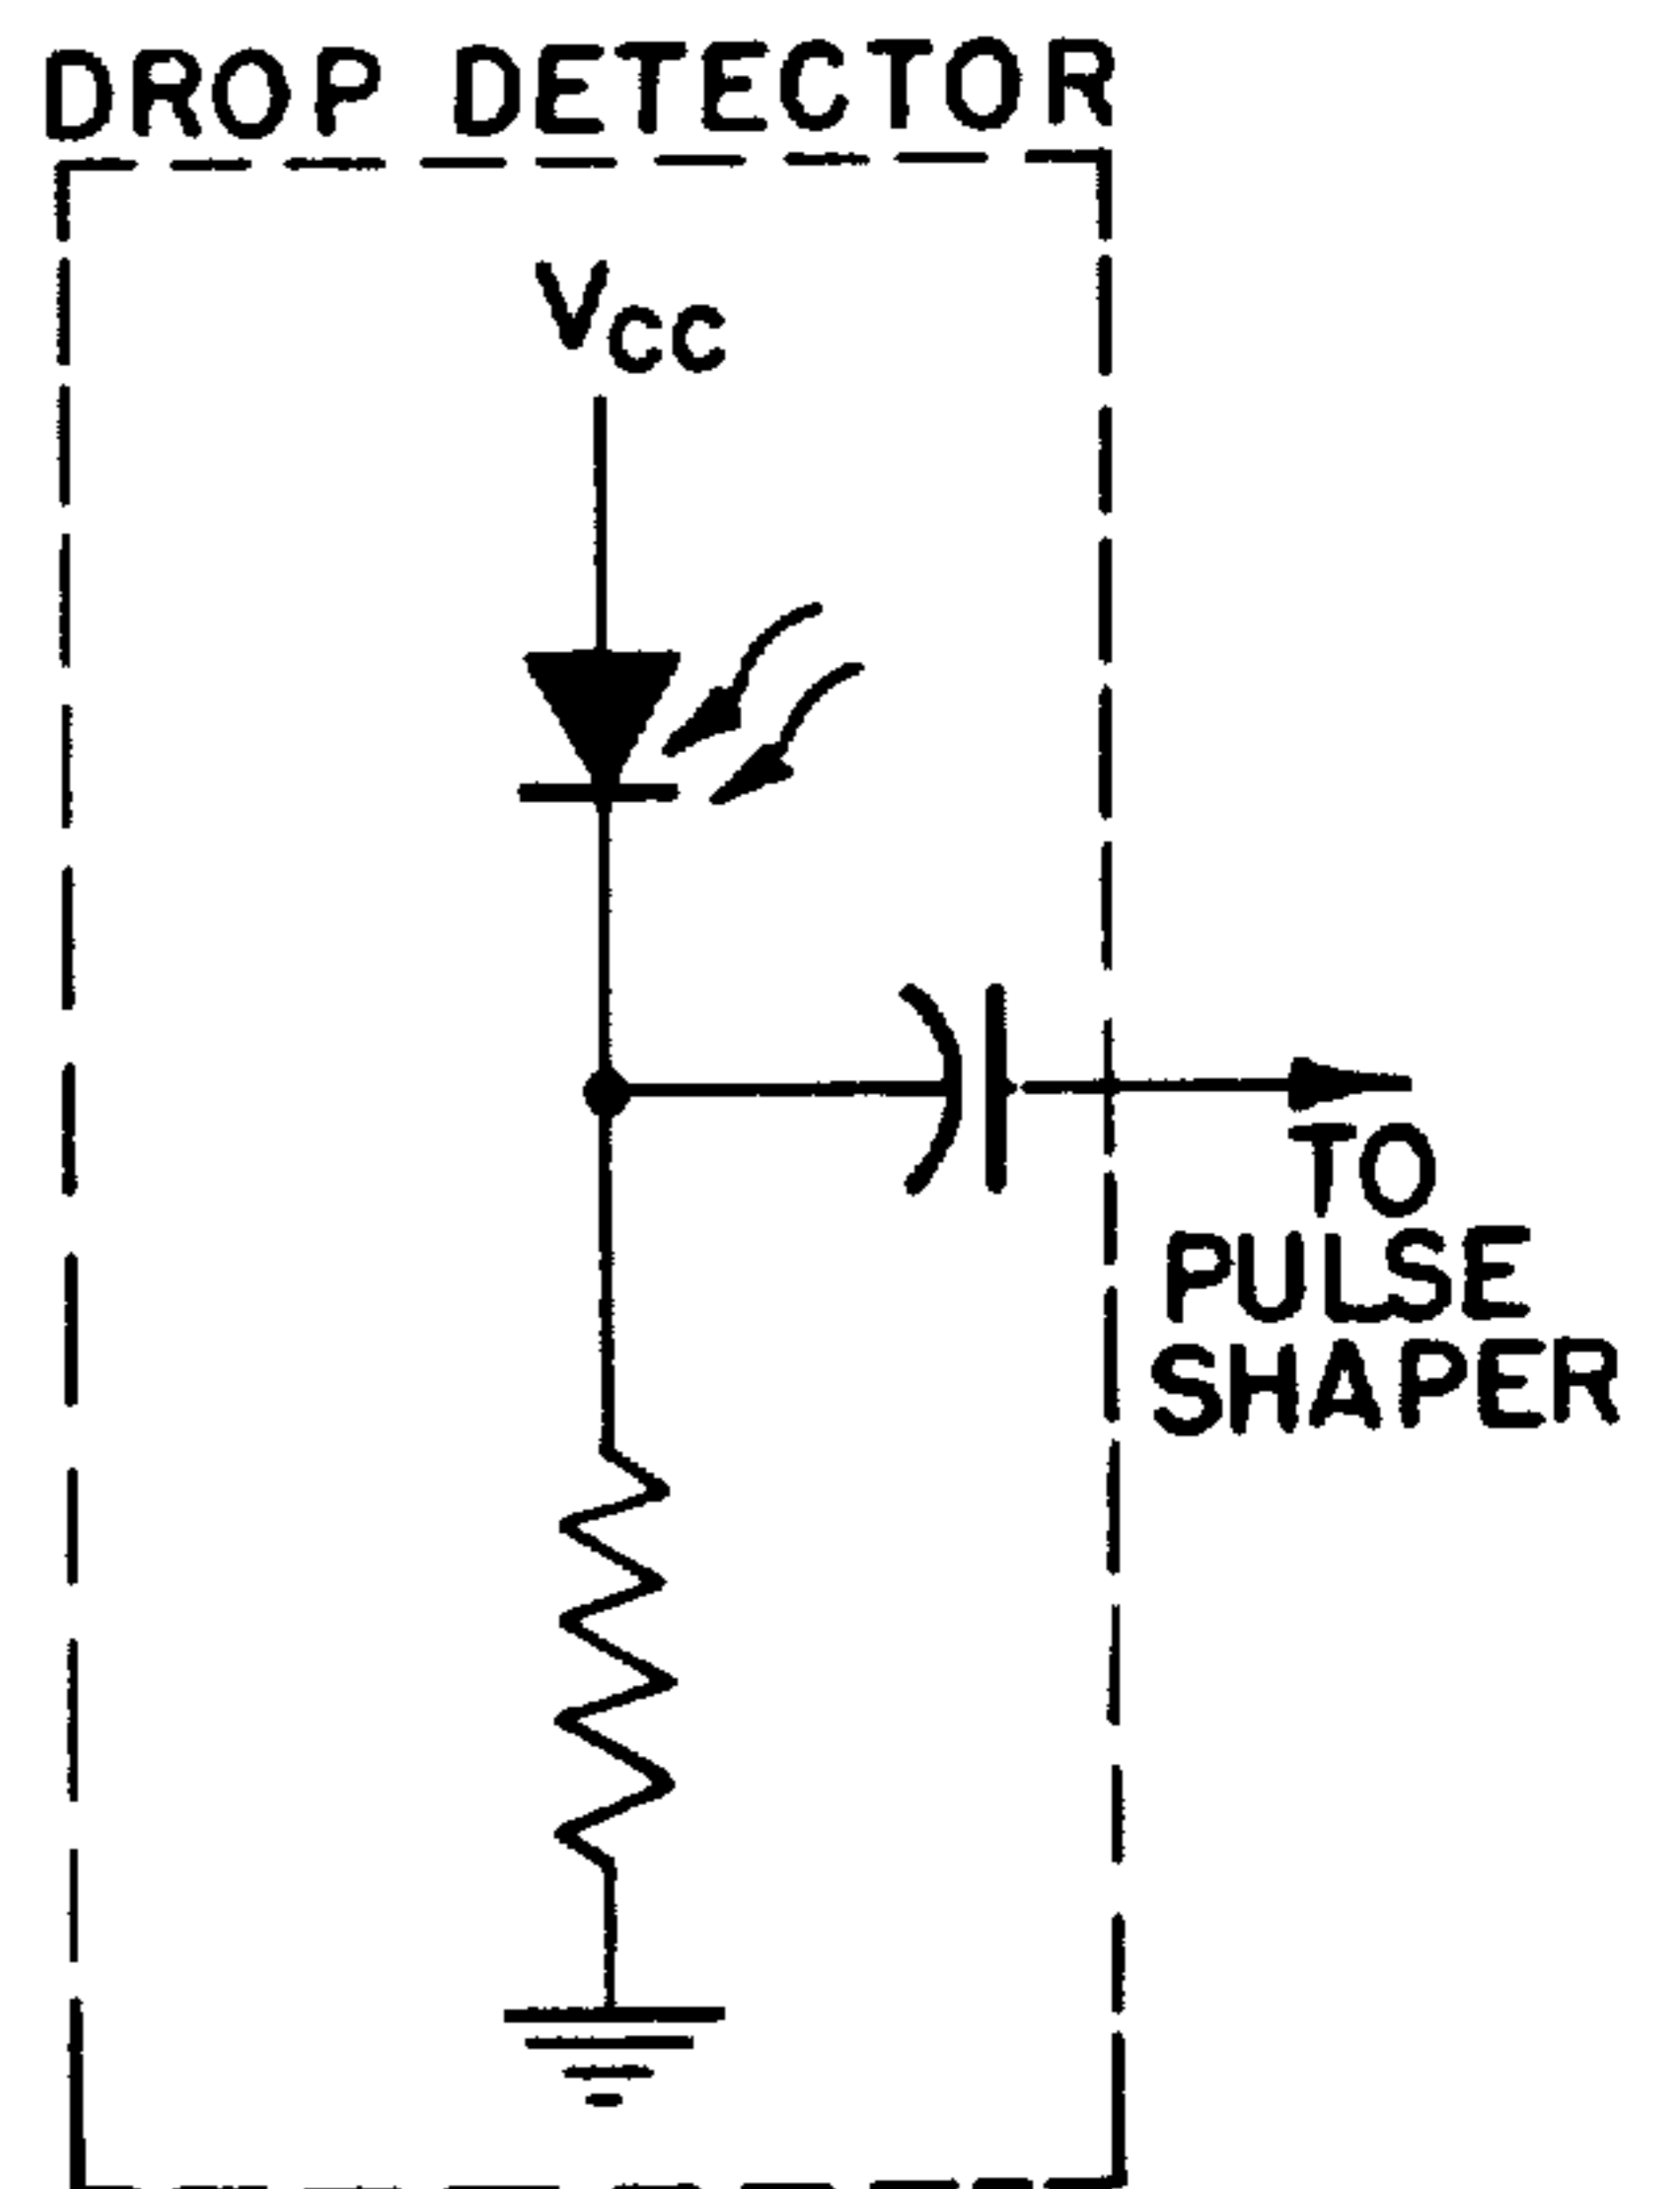 DROP DETECTOR
VCC
TO
PULSE
SHAPER